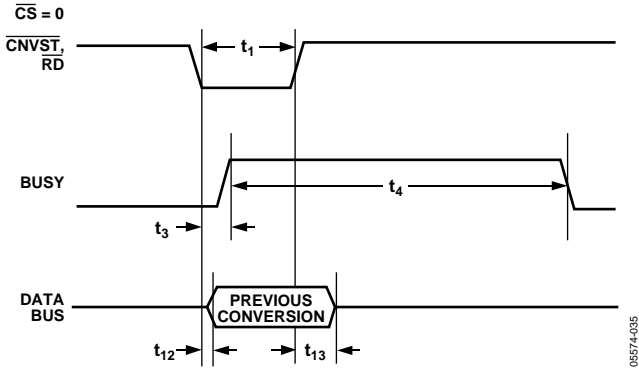 CS = 0
CNVST,
RD
t1
BUSY
t4
t3
DATA
BUS
PREVIOUS
CONVERSION
t12
t13
05574-035